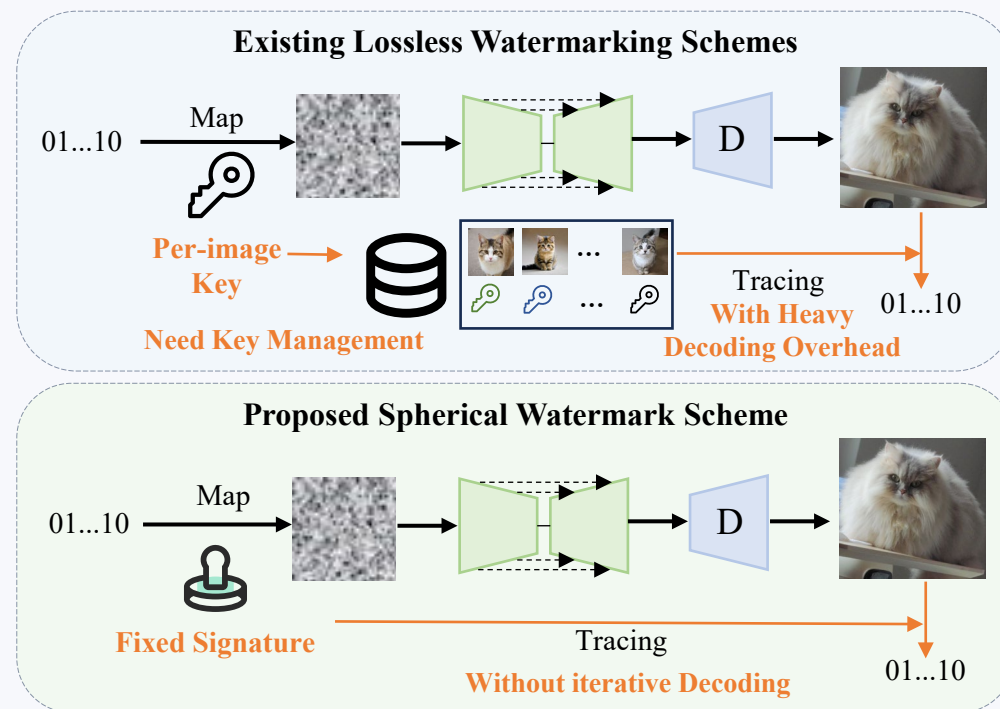 Existing Lossless Watermarking Schemes
01...10
Map
D
Per-image
Key
...
...
Need Key Management
Tracing
With Heavy
Decoding Overhead
01...10
Proposed Spherical Watermark Scheme
01...10
Map
D
Fixed Signature
Tracing
Without iterative Decoding
01...10